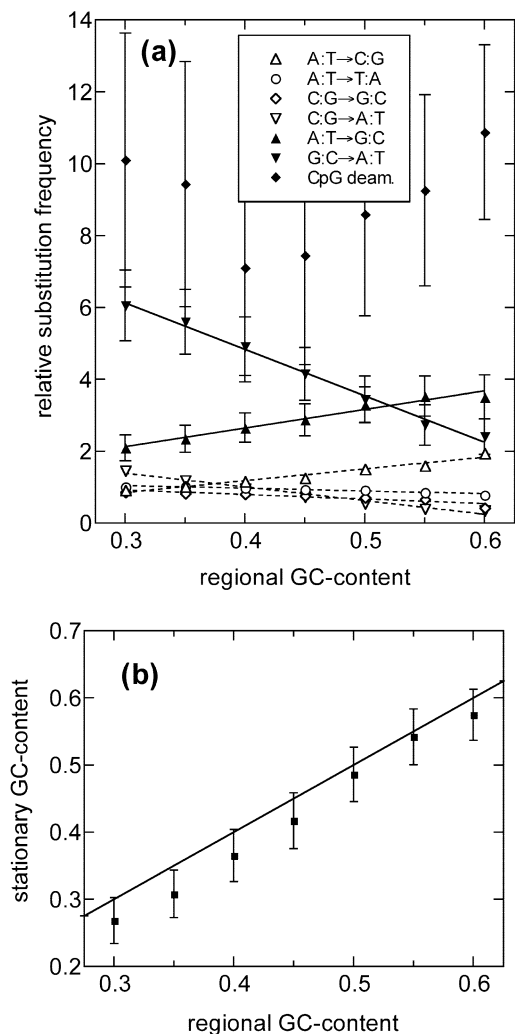 14
12
10
8
6
4
2
0
relative substitution frequency
(a)
A:T→C:G
A:T→T:A
C:G→G:C
C:G→A:T
A:T→G:C
G:C→A:T
CpG deam.
0.3 0.4 0.5 0.6
regional GC-content
0.7
0.6
0.5
0.4
0.3
0.2
stationary GC-content
(b)
0.3 0.4 0.5 0.6
regional GC-content